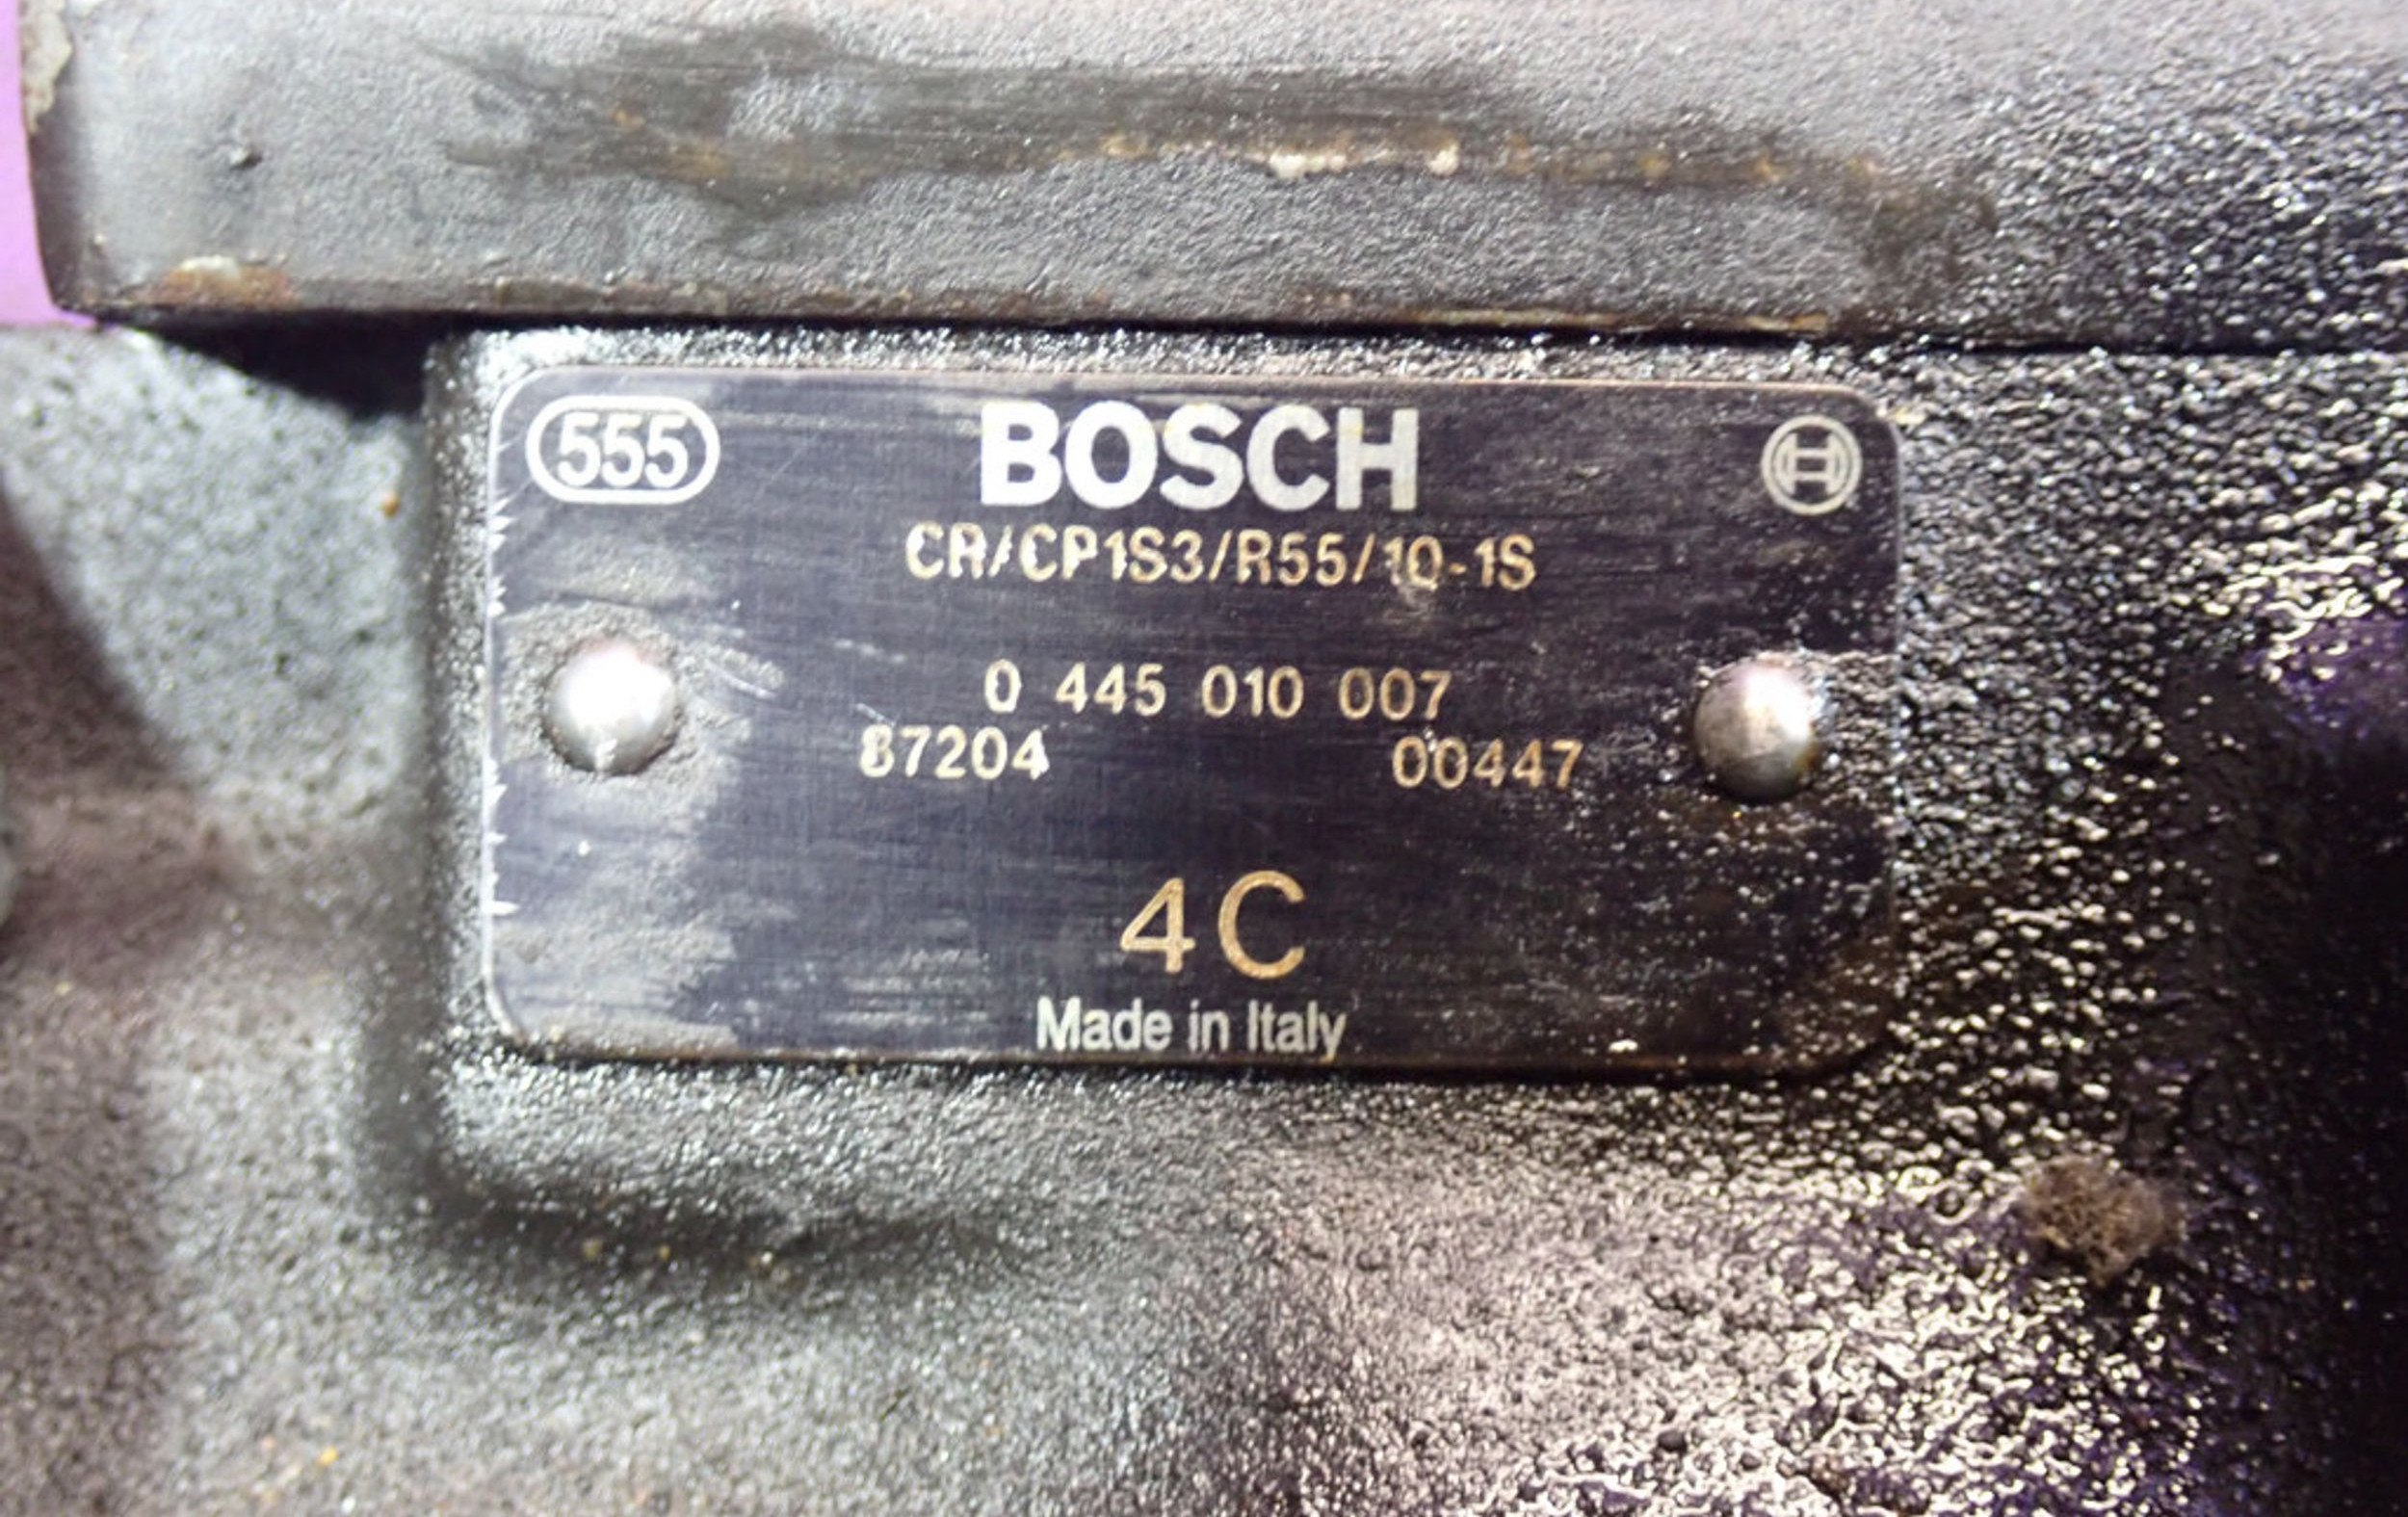 555 BOSCH
CR/CP1S3/R55/10-1S
0 445 010 007
87204 00447
4C
Made in Italy